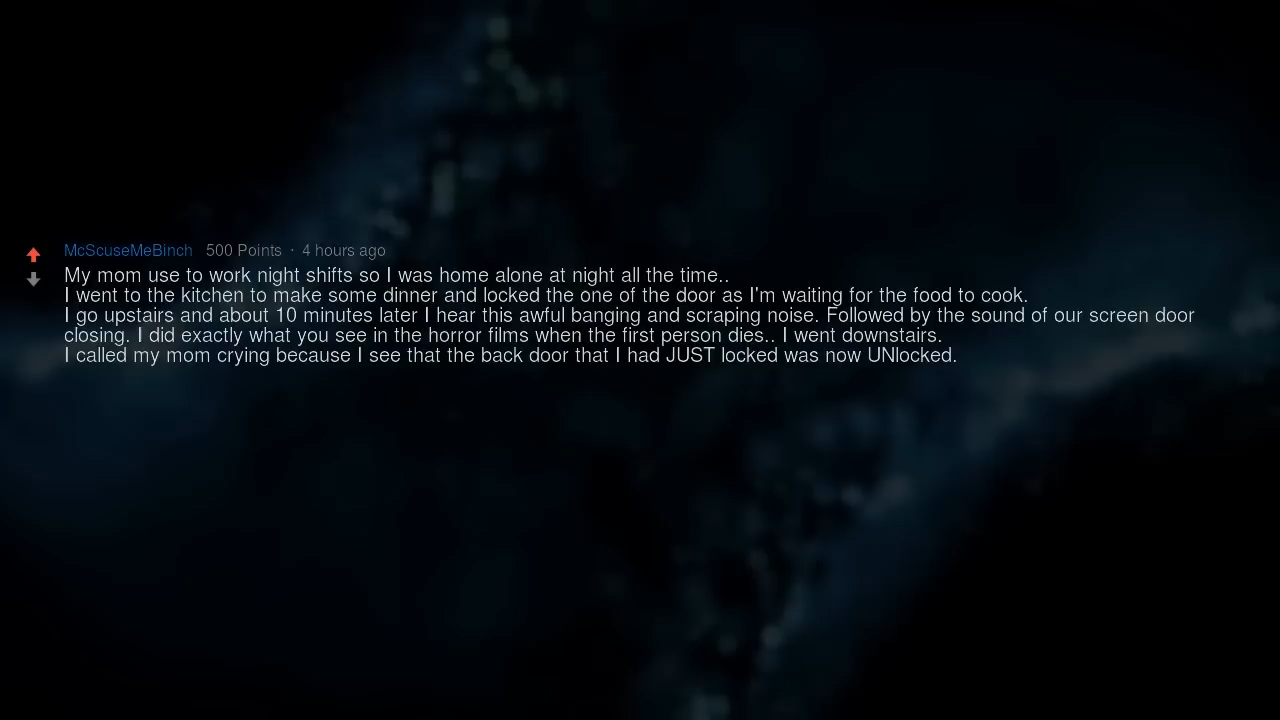 McScuseMeBinch 500 Points · 4 hours ago
My mom use to work night shifts so I was home alone at night all the time..
I went to the kitchen to make some dinner and locked the one of the door as I'm waiting for the food to cook.
I go upstairs and about 10 minutes later I hear this awful banging and scraping noise. Followed by the sound of our screen door
closing. I did exactly what you see in the horror films when the first person dies.. I went downstairs.
I called my mom crying because I see that the back door that I had JUST locked was now UNlocked.